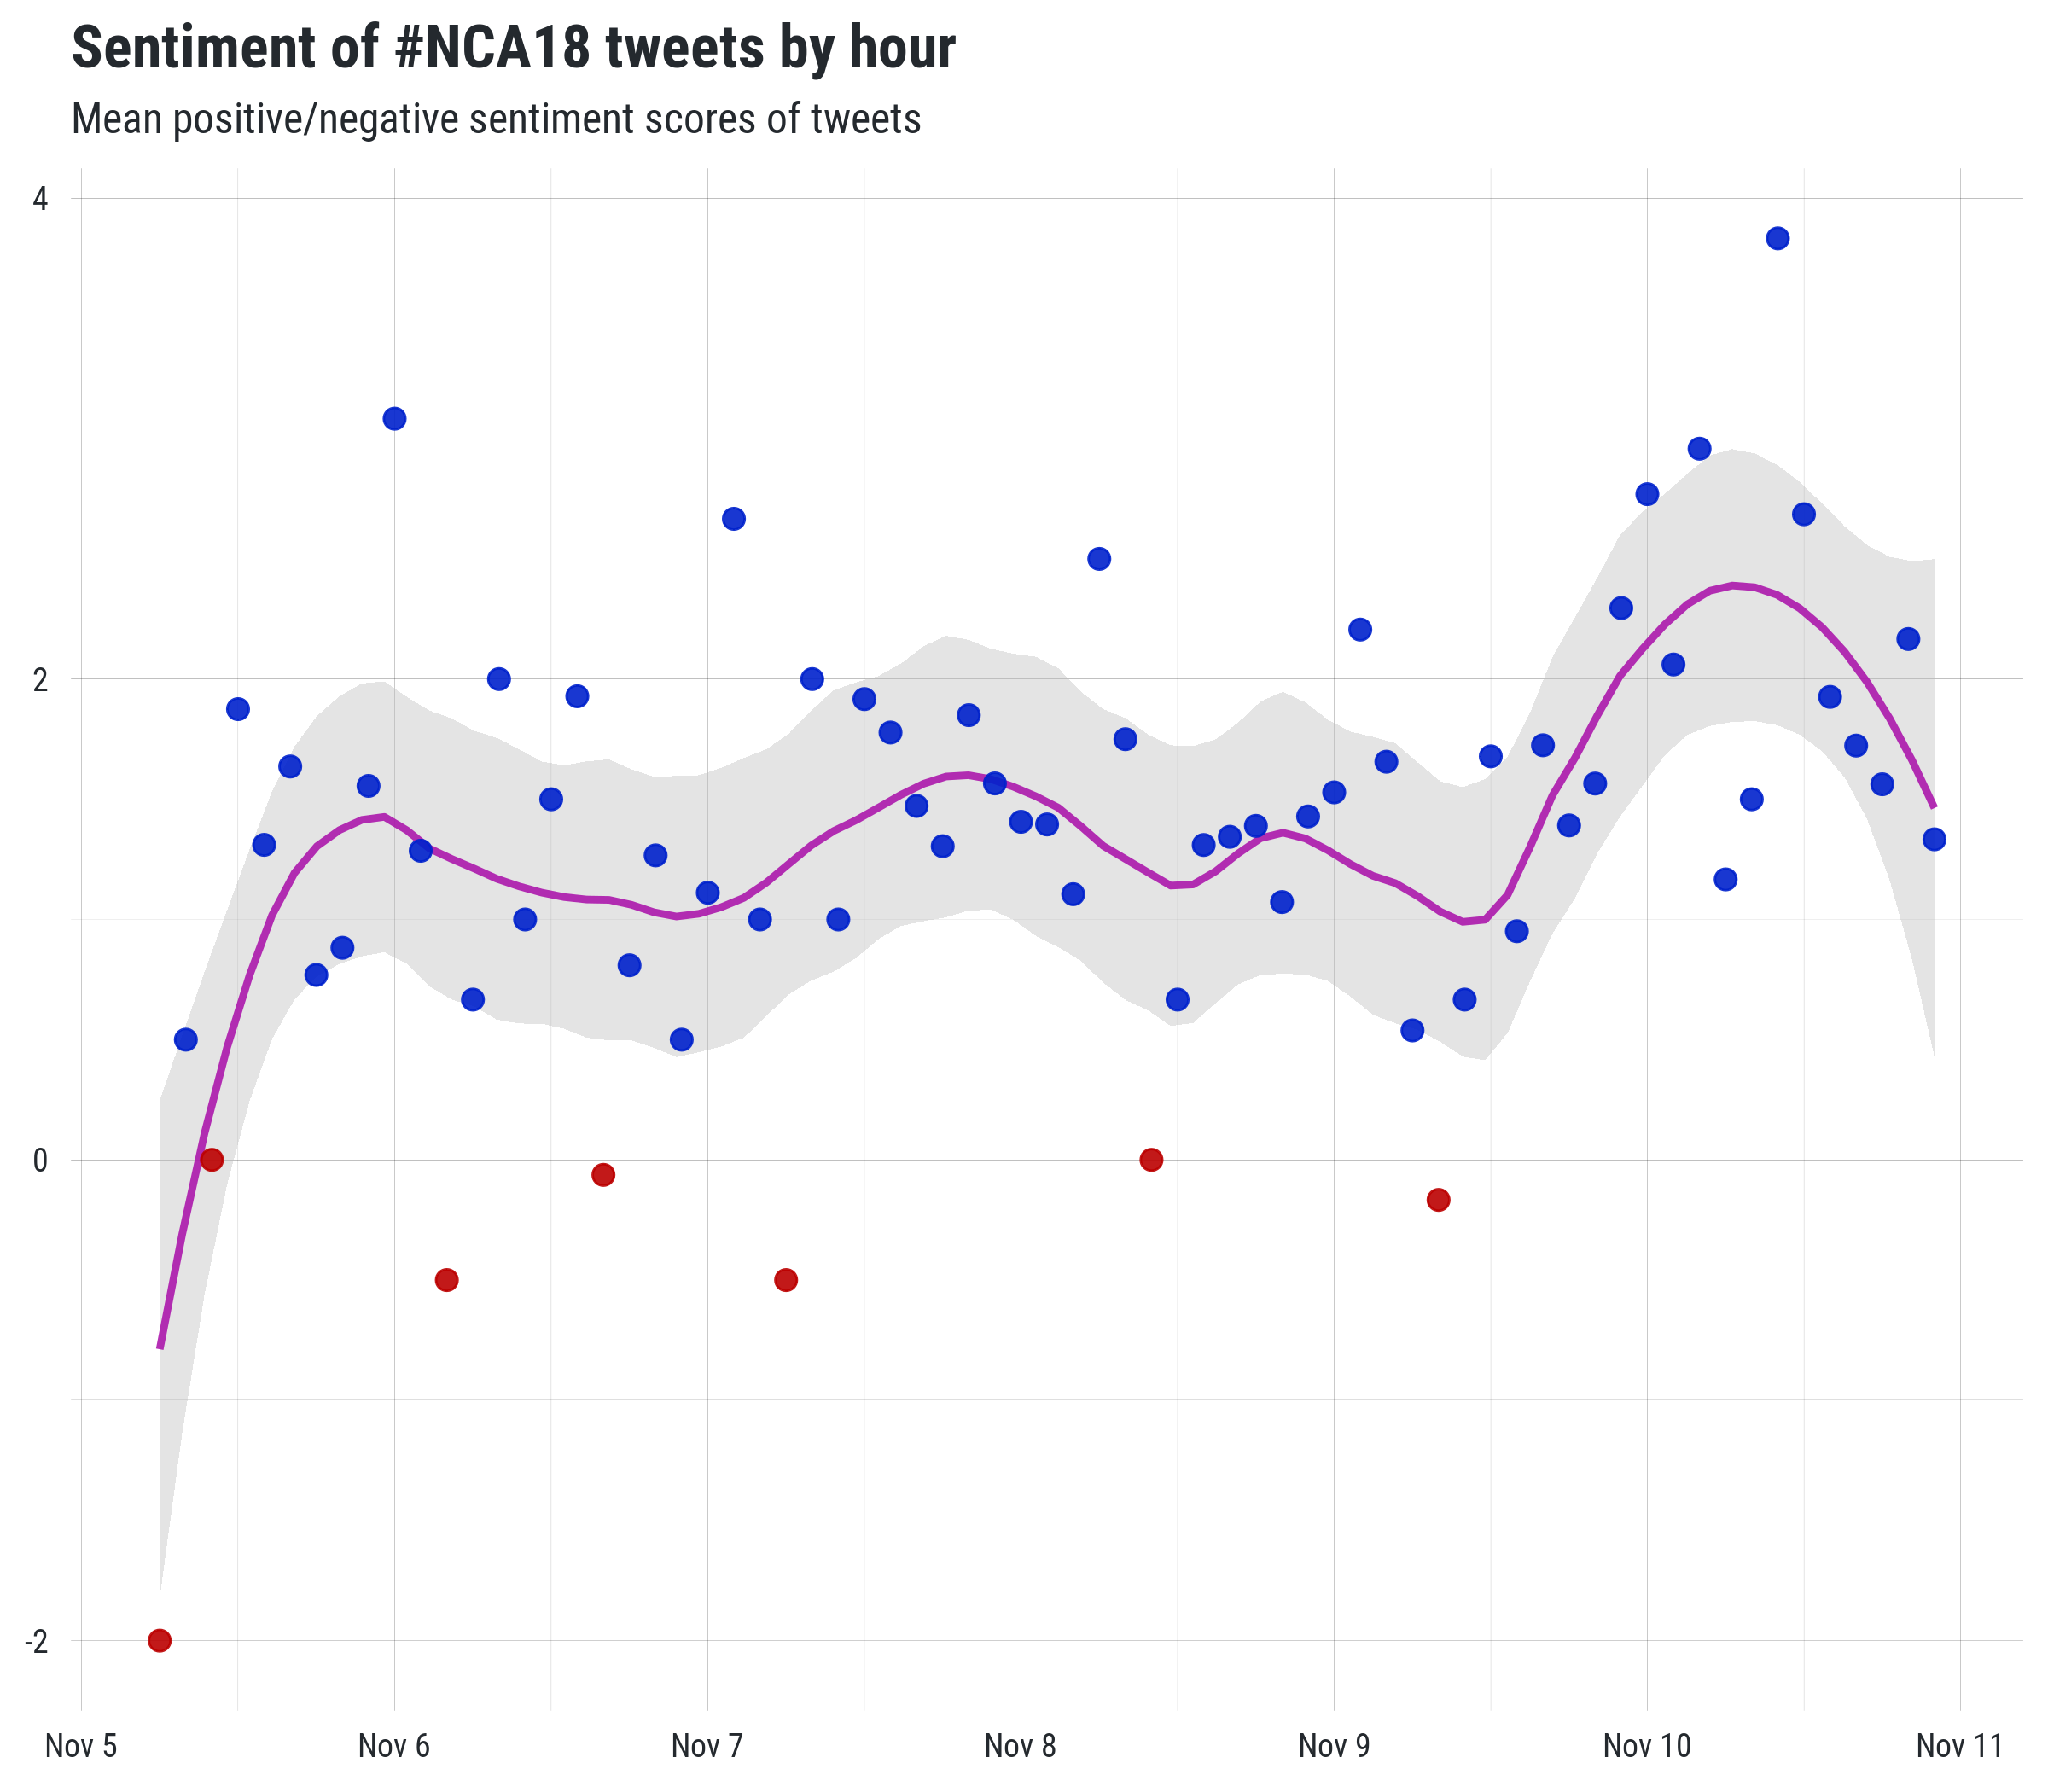 Sentiment of #NCA18 tweets by hour
Mean positive/negative sentiment scores of tweets
4
2
0
-2
Nov 5 Nov 6 Nov 7 Nov 8 Nov 9 Nov 10 Nov 11